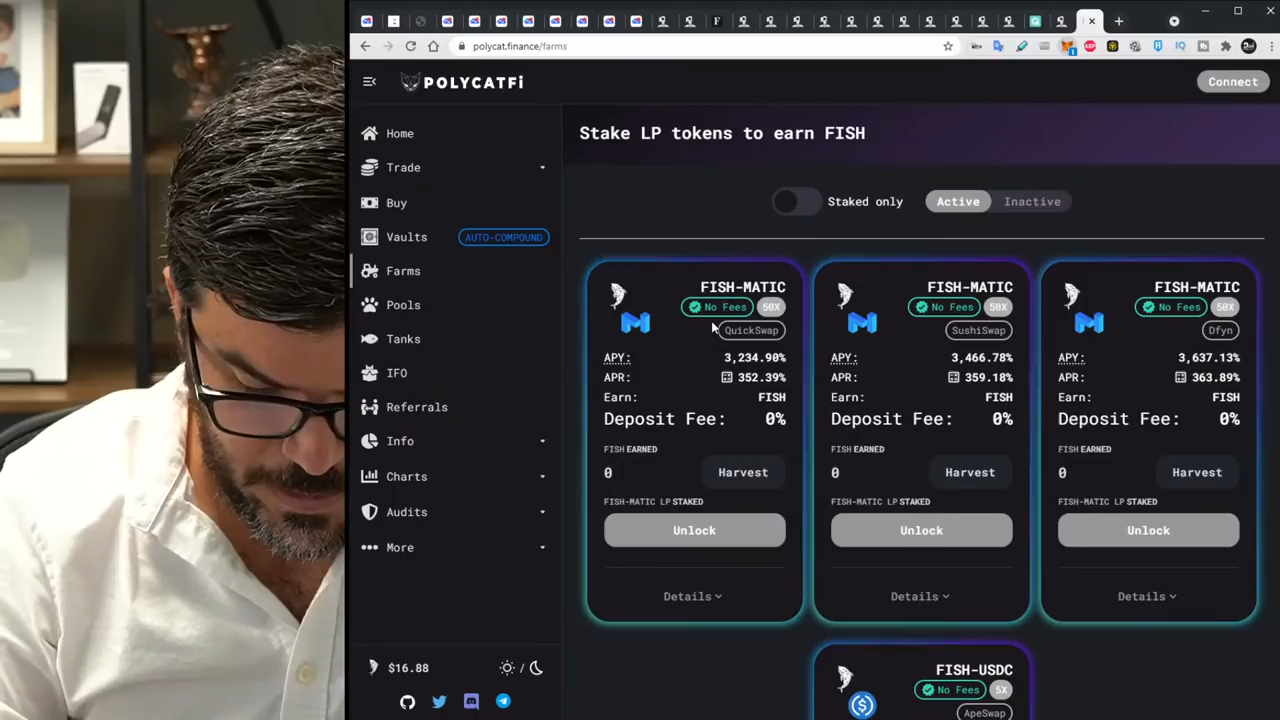 polycat.finance/farms
POLYCATFi
Connect
Home
Trade
Buy
Vaults
AUTO-COMPOUND
Farms
Pools
Tanks
IFO
Referrals
Info
Charts
Audits
More
$16.88
/
Stake LP tokens to earn FISH
Staked only
Active
Inactive
FISH-MATIC
No Fees
50X
QuickSwap
APY: 3,234.90%
APR: 352.39%
Earn: FISH
Deposit Fee: 0%
FISH EARNED
0
Harvest
FISH-MATIC LP STAKED
Unlock
Details
FISH-MATIC
No Fees
50X
SushiSwap
APY: 3,466.78%
APR: 359.18%
Earn: FISH
Deposit Fee: 0%
FISH EARNED
0
Harvest
FISH-MATIC LP STAKED
Unlock
Details
FISH-MATIC
No Fees
50X
Dfyn
APY: 3,637.13%
APR: 363.89%
Earn: FISH
Deposit Fee: 0%
FISH EARNED
0
Harvest
FISH-MATIC LP STAKED
Unlock
Details
FISH-USDC
No Fees
5X
ApeSwap